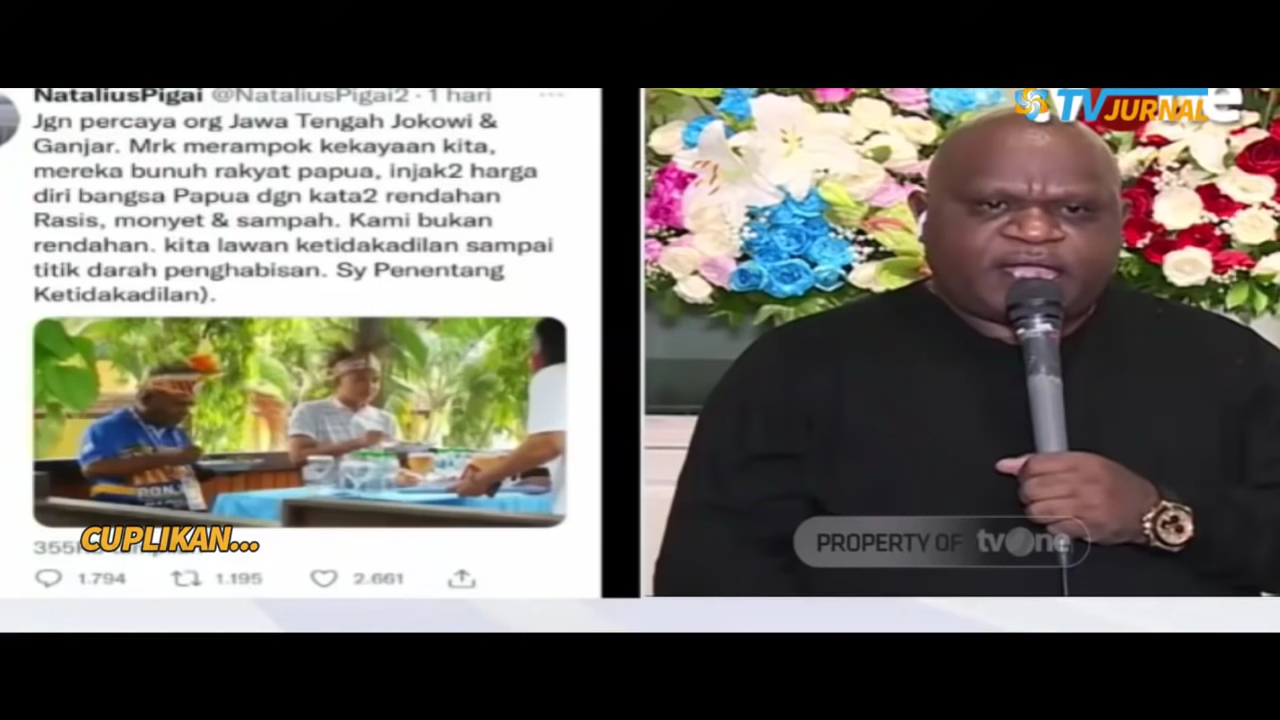 NataliusPigai @NataliusPigai2 · 1 hari
Jgn percaya org Jawa Tengah Jokowi &
Ganjar. Mrk merampok kekayaan kita,
mereka bunuh rakyat papua, injak2 harga
diri bangsa Papua dgn kata2 rendahan
Rasis, monyet & sampah. Kami bukan
rendahan. kita lawan ketidakadilan sampai
titik darah penghabisan. Sy Penentang
Ketidakadilan).
CUPLIKAN...
1.794 1.195 2.661
TVJURNAL
PROPERTY OF tvOne